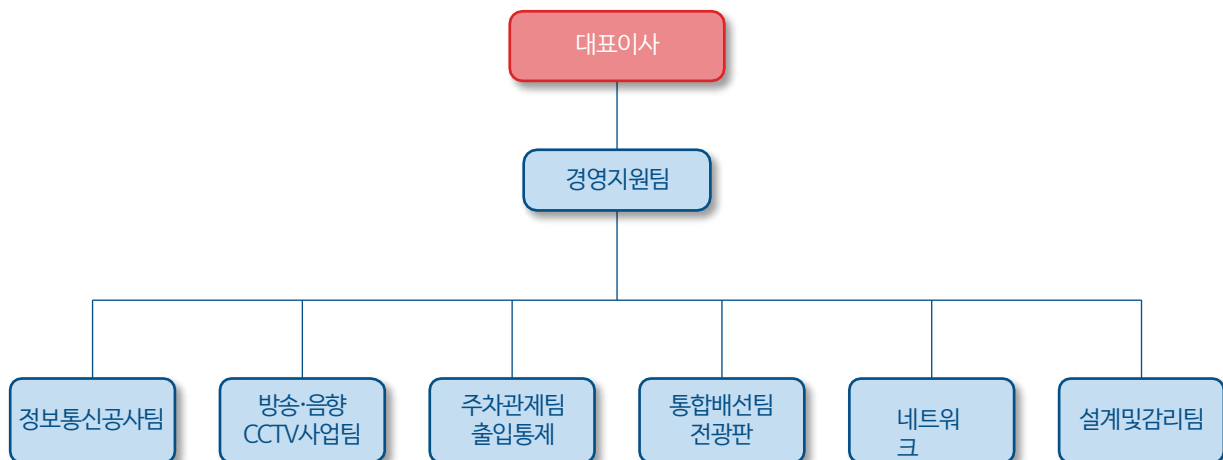 대표이사
경영지원팀
정보통신공사팀
방송·음향
CCTV사업팀
주차관제팀
출입통제
통합배선팀
전광판
네트워
크
설계및감리팀